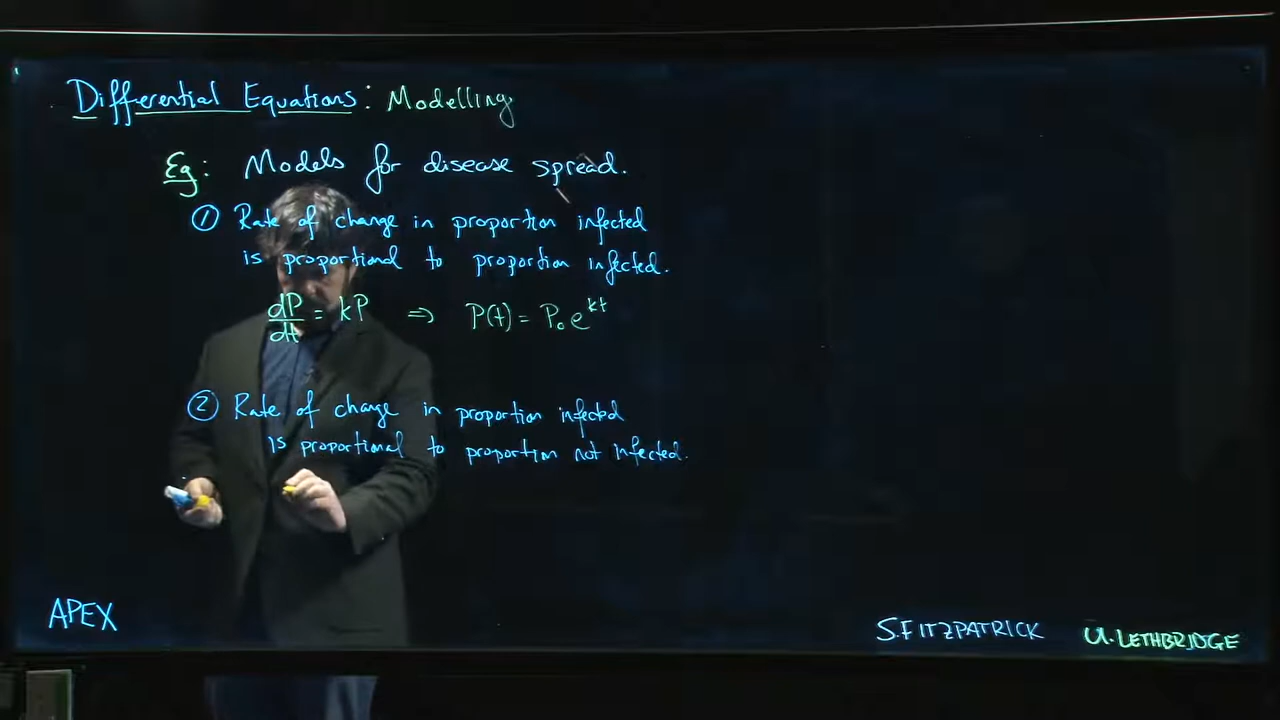 Differential Equations: Modelling
Eg: Models for disease spread.
① Rate of change in proportion infected
is proportional to proportion infected.
dP/dt = kP ⇒ P(t) = P₀e^{kt}
② Rate of change in proportion infected
is proportional to proportion not infected.
APEX
S.FITZPATRICK U.LETHBRIDGE